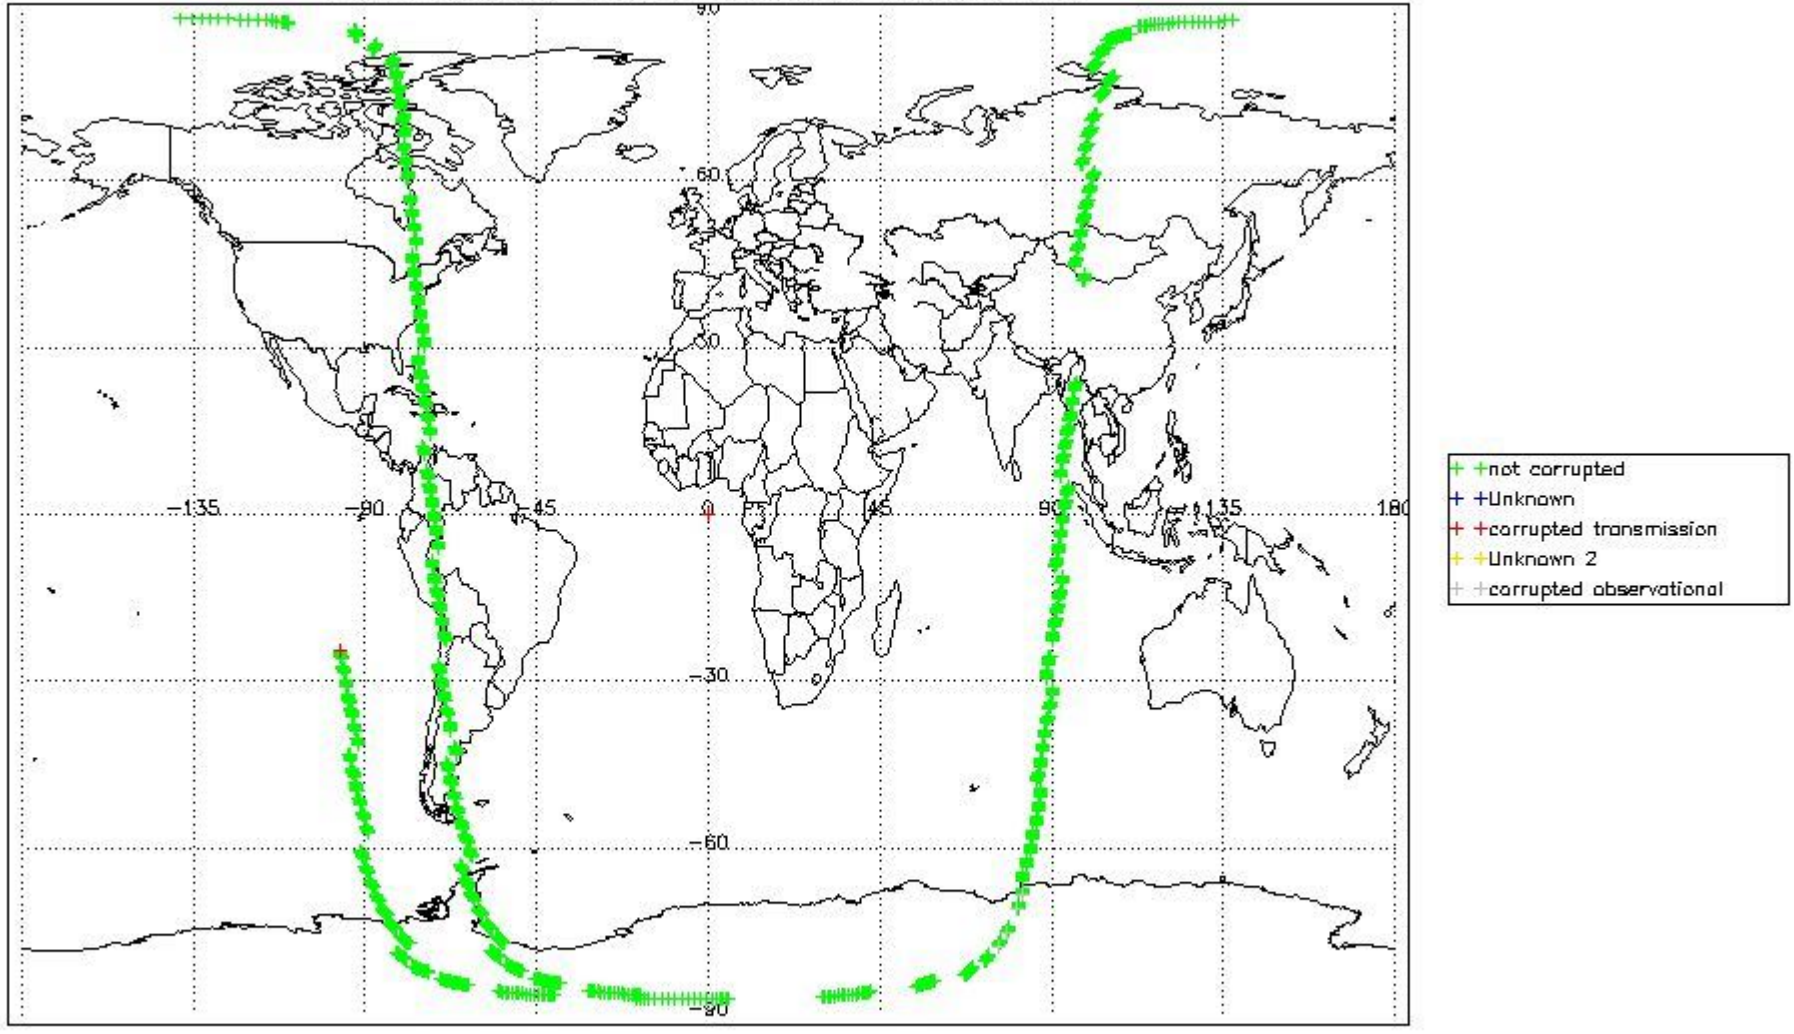 90
60
30
-135
-90
-45
0
45
90
135
180
-30
-60
-90
not corrupted
Unknown
corrupted transmission
Unknown 2
corrupted observational